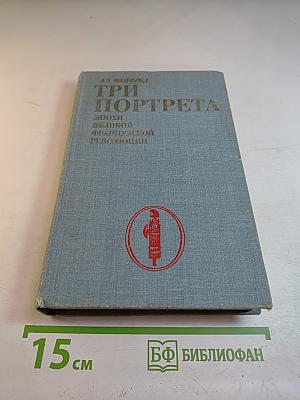 А.З. МАНФРЕД
ТРИ
ПОРТРЕТА
ЭПОХИ
ВЕЛИКОЙ
ФРАНЦУЗСКОЙ
РЕВОЛЮЦИИ
15 см
БФ БИБЛИОФАН